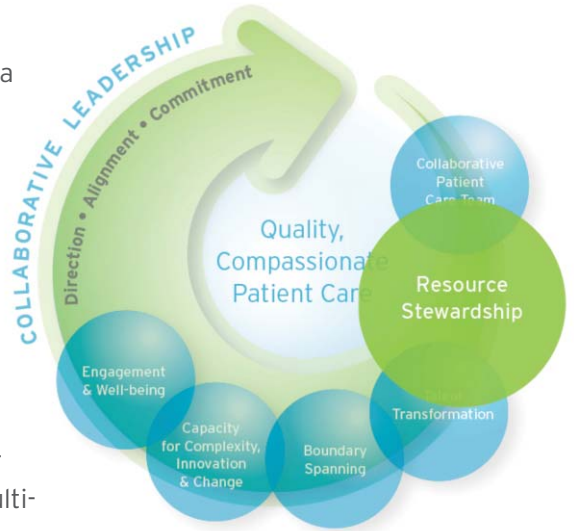 a
COLLABORATIVE LEADERSHIP
Direction • Alignment • Commitment
Quality,
Compassionate
Patient Care
Collaborative
Patient
Care Team
Resource
Stewardship
Transformation
Boundary
Spanning
Capacity
for Complexity,
Innovation
& Change
Engagement
& Well-being
ulti-